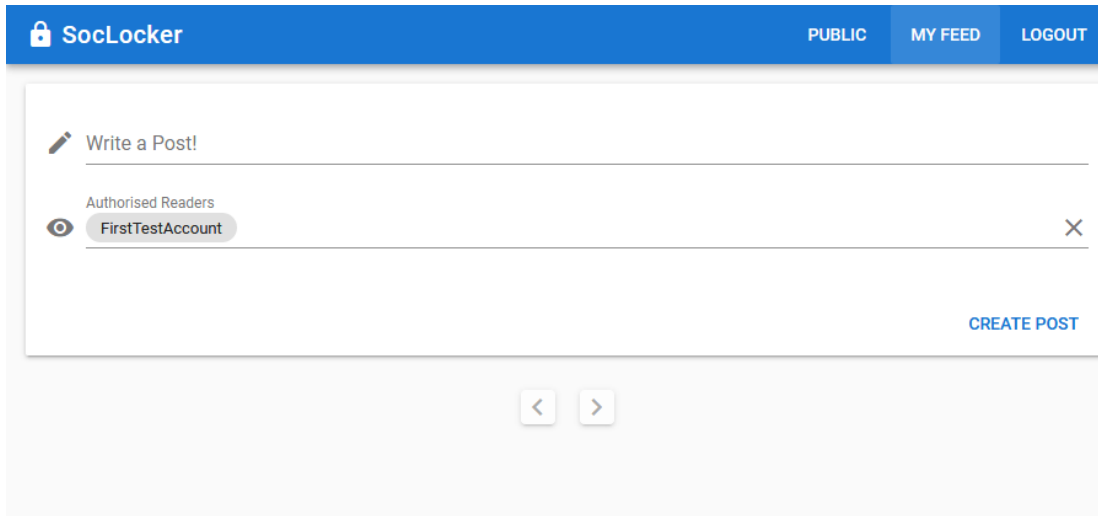 SocLocker PUBLIC MY FEED LOGOUT
Write a Post!
Authorised Readers
FirstTestAccount
CREATE POST